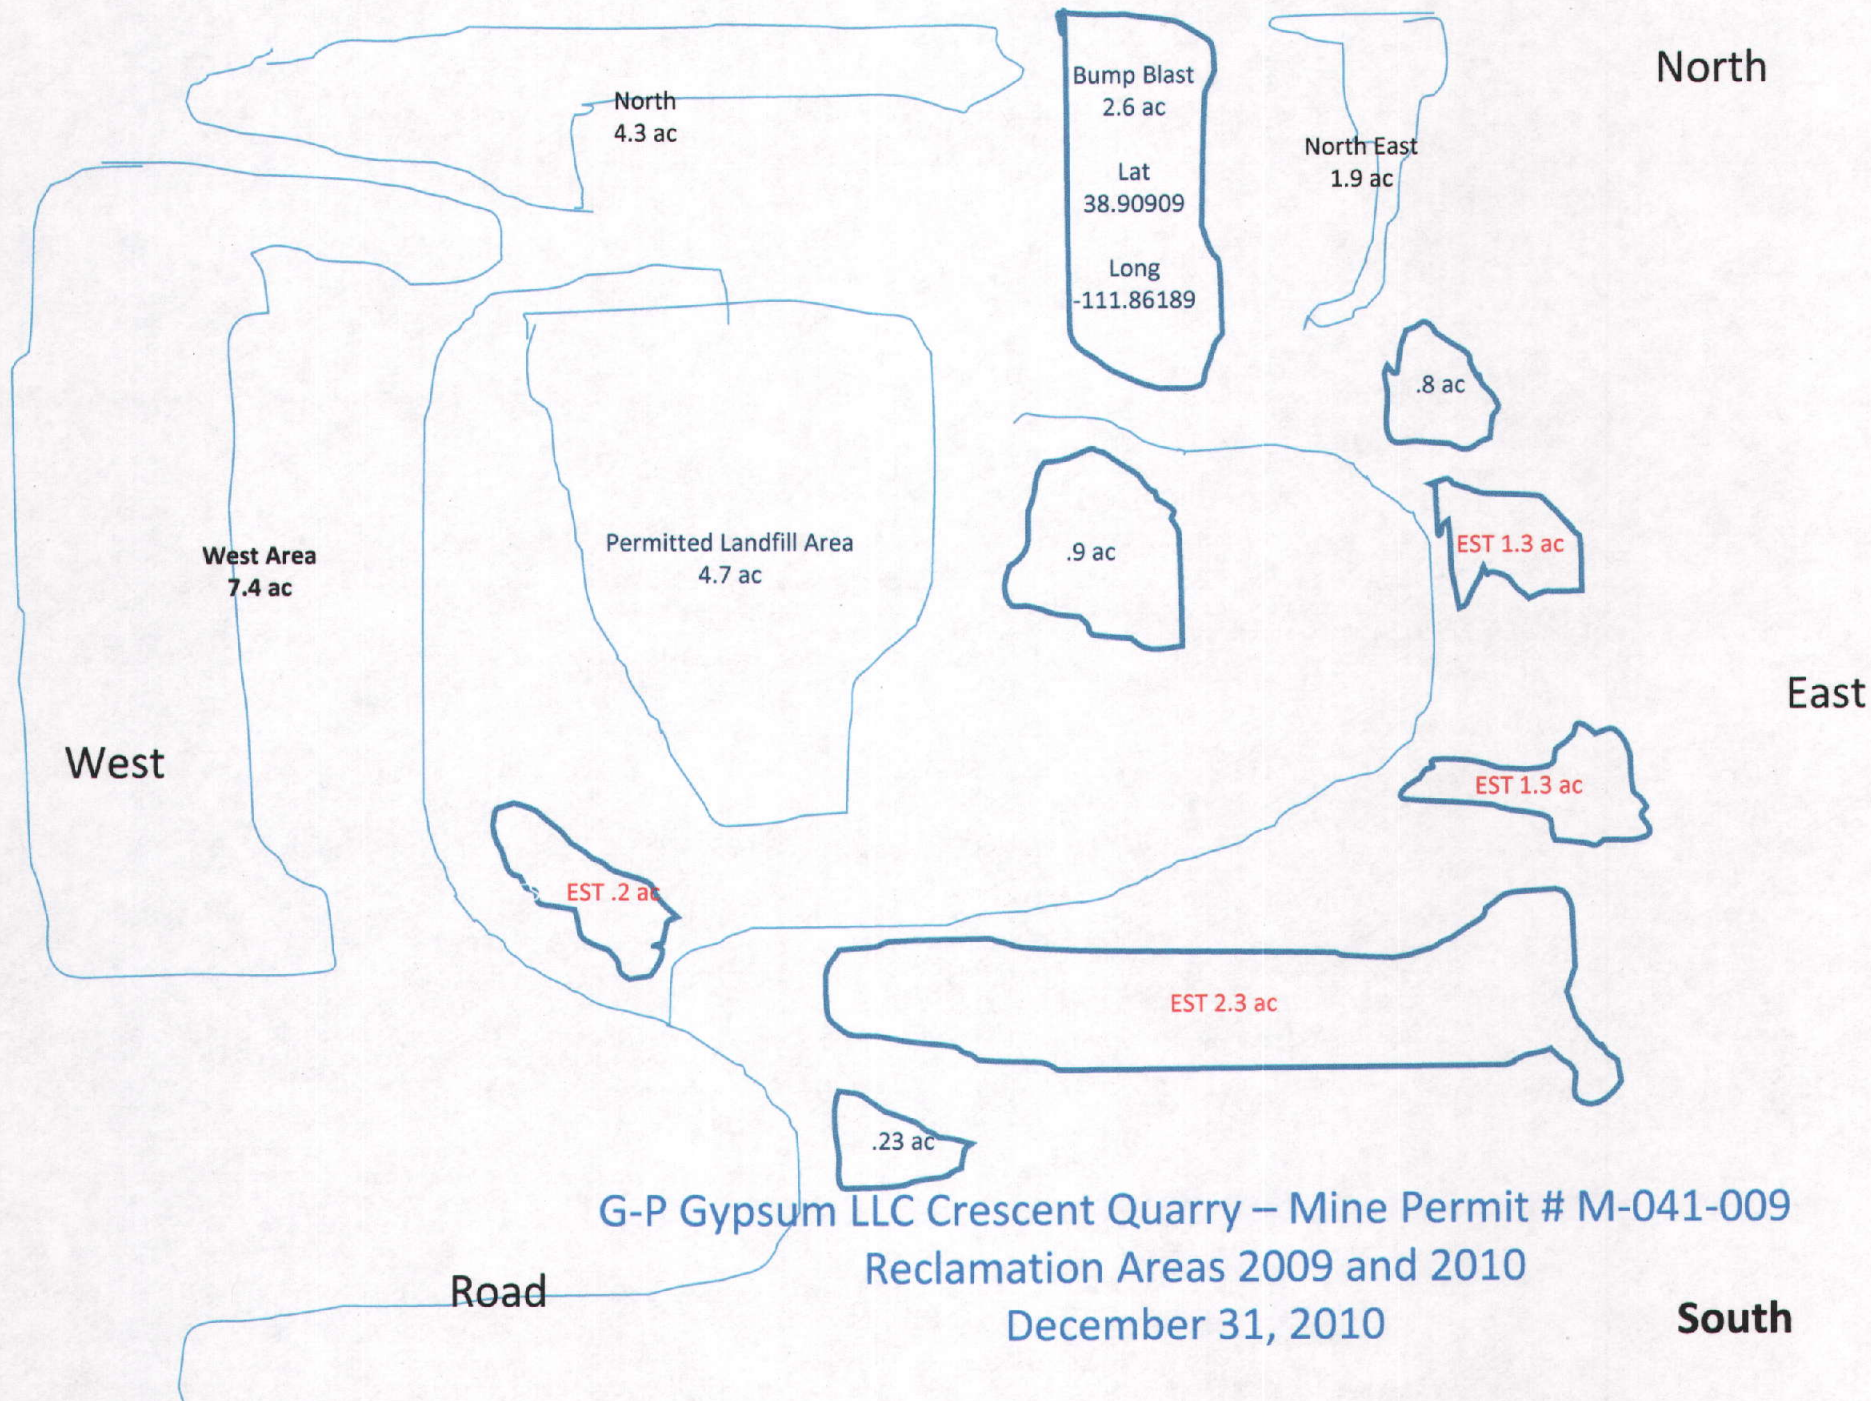 North
North
4.3 ac
Bump Blast
2.6 ac
Lat
38.90909
Long
-111.86189
North East
1.9 ac
.8 ac
West Area
7.4 ac
Permitted Landfill Area
4.7 ac
.9 ac
EST 1.3 ac
East
West
EST 1.3 ac
EST .2 ac
EST 2.3 ac
.23 ac
G-P Gypsum LLC Crescent Quarry – Mine Permit # M-041-009
Reclamation Areas 2009 and 2010
December 31, 2010
Road
South